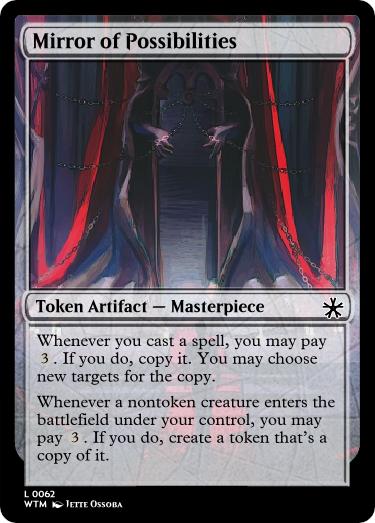 Mirror of Possibilities
Token Artifact — Masterpiece
Whenever you cast a spell, you may pay
3. If you do, copy it. You may choose
new targets for the copy.
Whenever a nontoken creature enters the
battlefield under your control, you may
pay 3. If you do, create a token that's a
copy of it.
L 0062
WTM Jette Ossoba